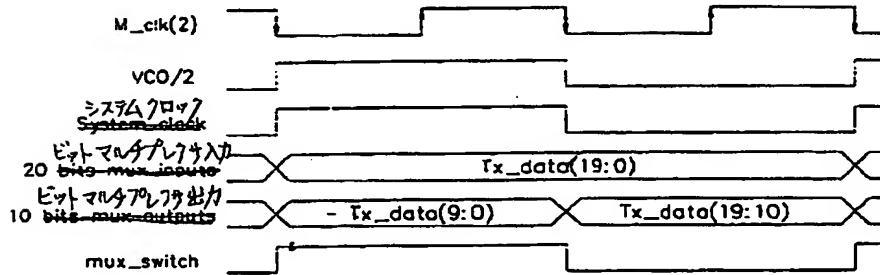 M_clk(2)
VCO/2
システムクロック
System clock
ビットマルチプレクサ入力
20 bits mux inputs
Tx_data(19:0)
ビットマルチプレクサ出力
10 bits mux outputs
- Tx_data(9:0)
Tx_data(19:10)
mux_switch